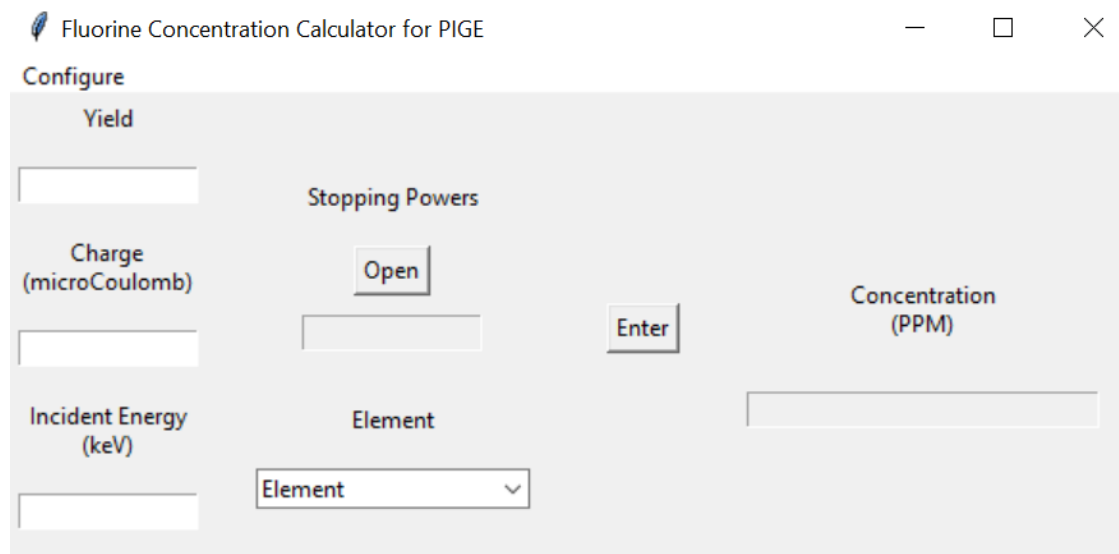 Fluorine Concentration Calculator for PIGE
Configure
Yield
Charge
(microCoulomb)
Incident Energy
(keV)
Stopping Powers
Open
Element
Element
Enter
Concentration
(PPM)